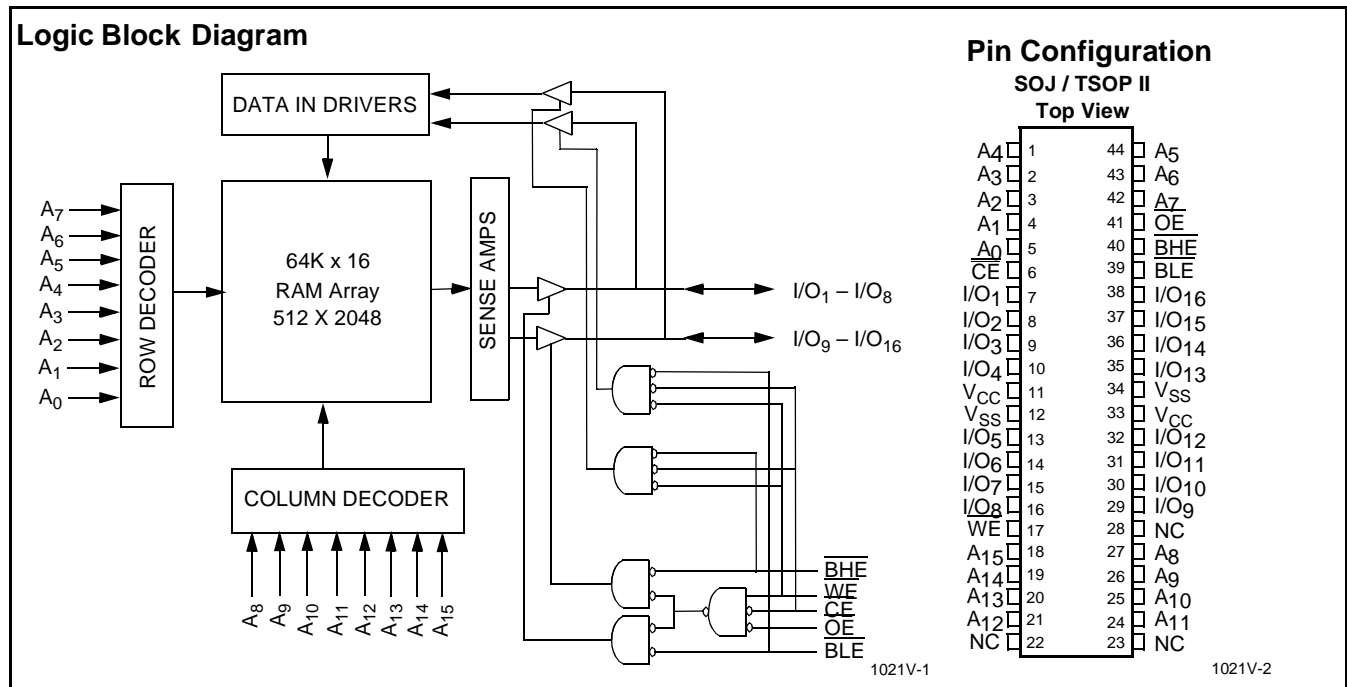 Logic Block Diagram
DATA IN DRIVERS
A7
A6
A5
A4
A3
A2
A1
A0
ROW DECODER
64K x 16
RAM Array
512 X 2048
SENSE AMPS
I/O1 – I/O8
I/O9 – I/O16
COLUMN DECODER
A8
A9
A10
A11
A12
A13
A14
A15
BHE
WE
CE
OE
BLE
1021V-1
Pin Configuration
SOJ / TSOP II
Top View
A4 1 44 A5
A3 2 43 A6
A2 3 42 A7
A1 4 41 OE
A0 5 40 BHE
CE 6 39 BLE
I/O1 7 38 I/O16
I/O2 8 37 I/O15
I/O3 9 36 I/O14
I/O4 10 35 I/O13
VCC 11 34 VSS
VSS 12 33 VCC
I/O5 13 32 I/O12
I/O6 14 31 I/O11
I/O7 15 30 I/O10
I/O8 16 29 I/O9
WE 17 28 NC
A15 18 27 A8
A14 19 26 A9
A13 20 25 A10
A12 21 24 A11
NC 22 23 NC
1021V-2